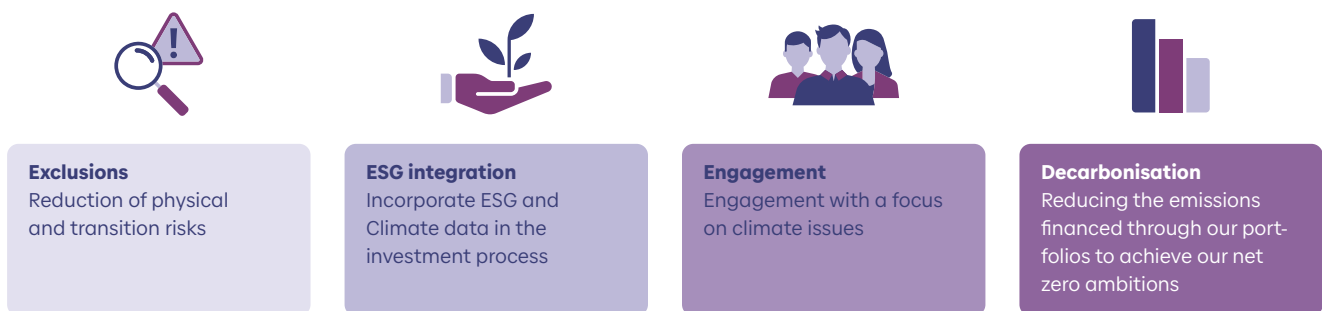 Exclusions
Reduction of physical
and transition risks
ESG integration
Incorporate ESG and
Climate data in the
investment process
Engagement
Engagement with a focus
on climate issues
Decarbonisation
Reducing the emissions
financed through our port-
folios to achieve our net
zero ambitions